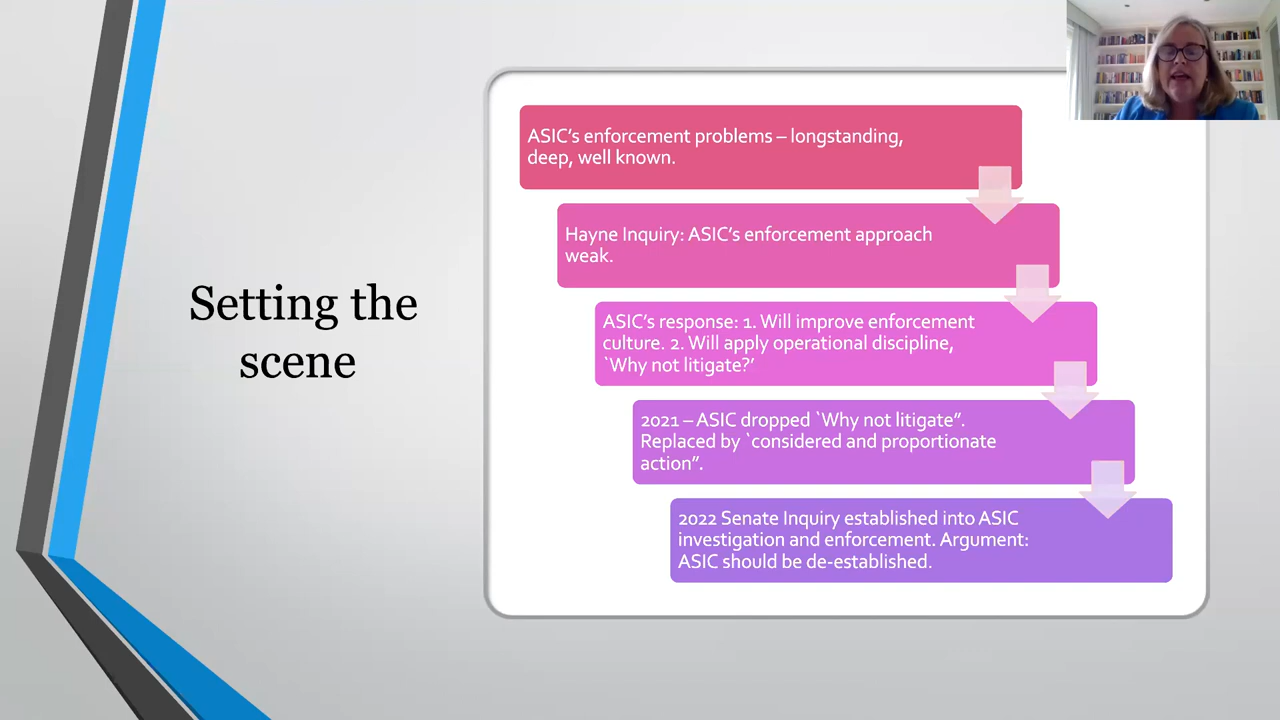 Setting the
scene
ASIC's enforcement problems – longstanding,
deep, well known.
Hayne Inquiry: ASIC's enforcement approach
weak.
ASIC's response: 1. Will improve enforcement
culture. 2. Will apply operational discipline,
`Why not litigate?'
2021 – ASIC dropped `Why not litigate”.
Replaced by `considered and proportionate
action”.
2022 Senate Inquiry established into ASIC
investigation and enforcement. Argument:
ASIC should be de-established.